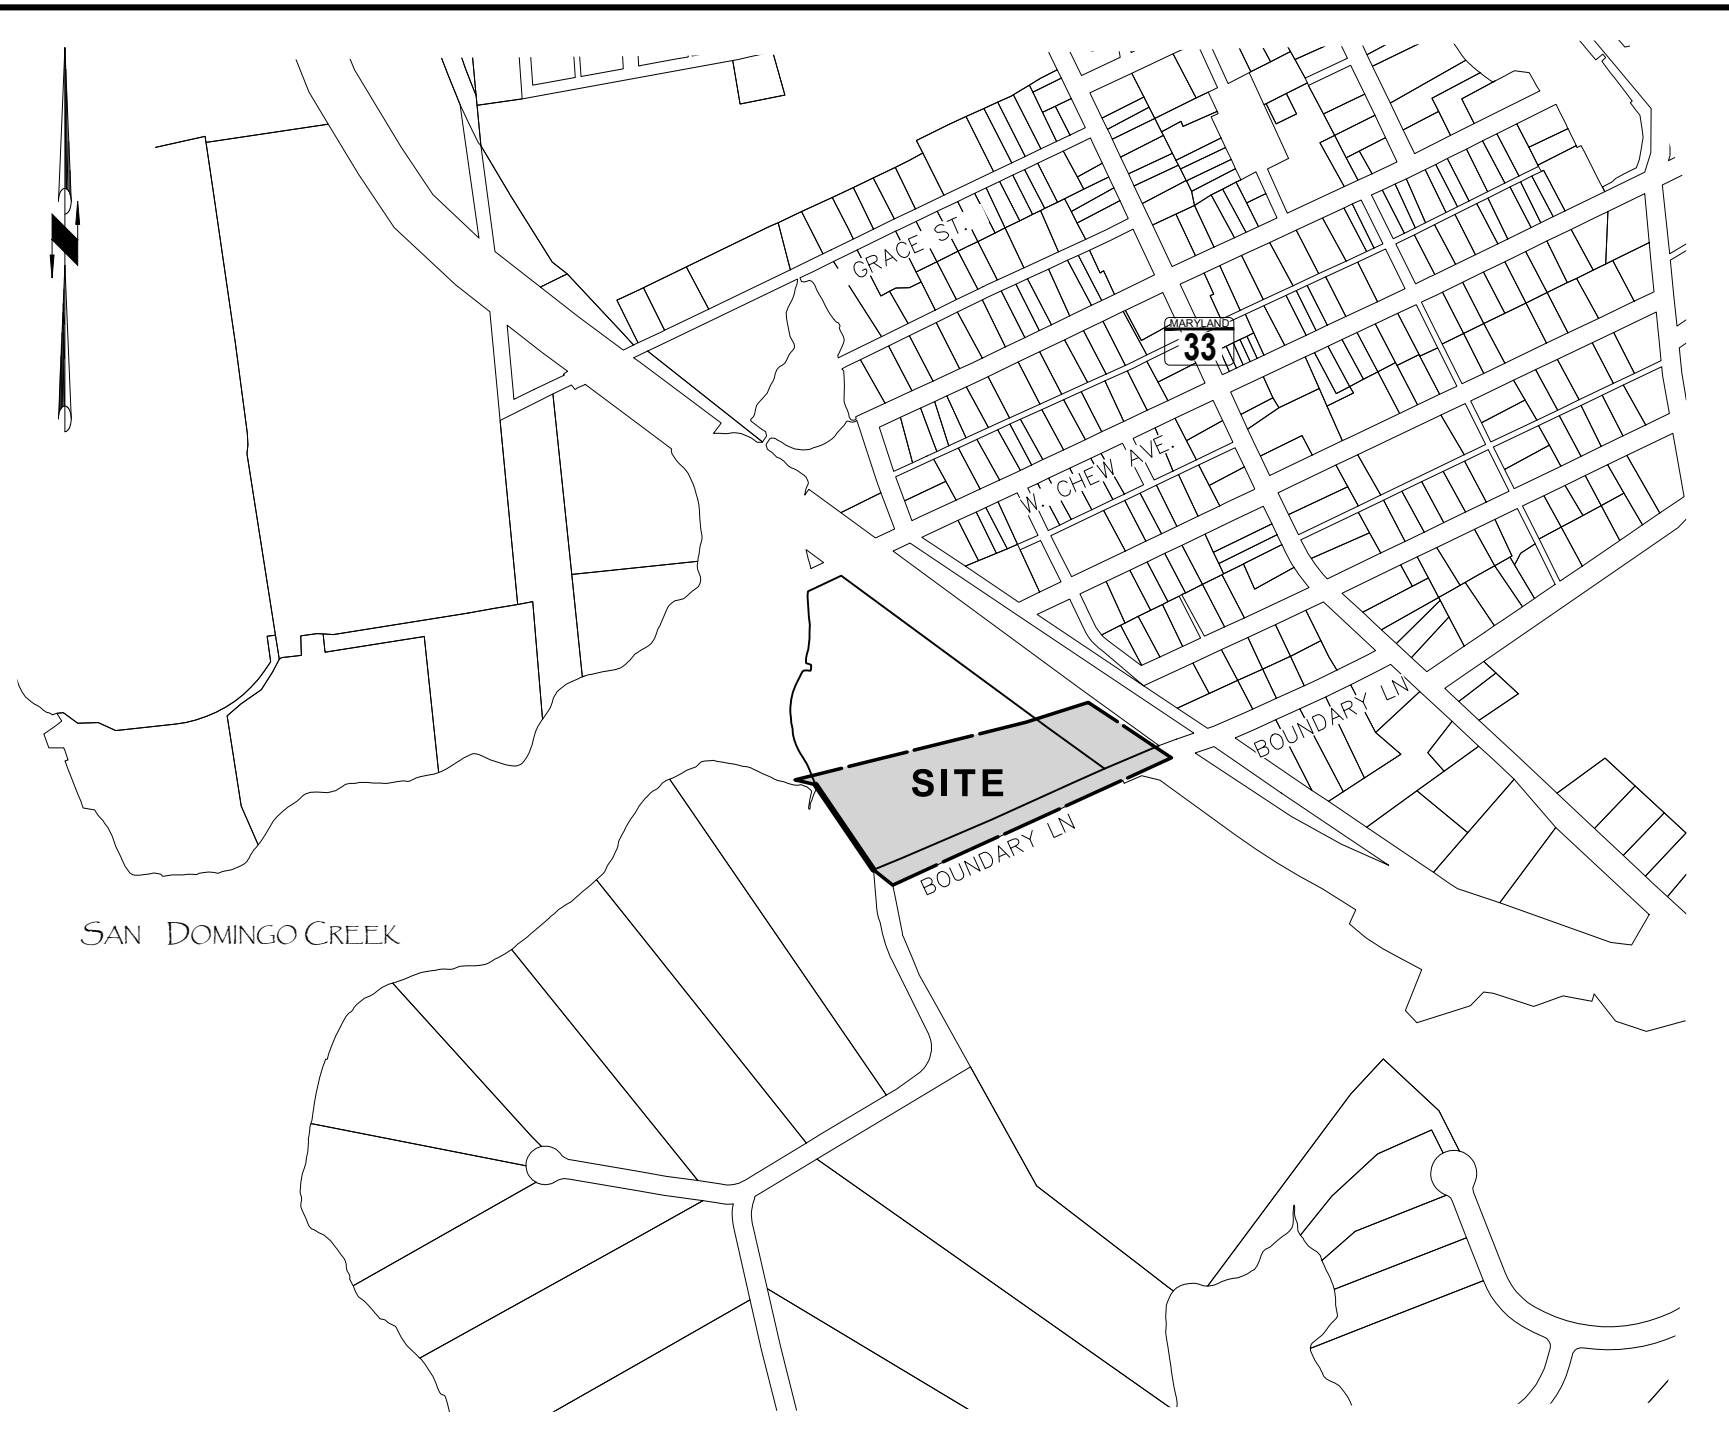 GRACE ST.
MARYLAND
33
W. CHEW AVE.
BOUNDARY LN
SITE
BOUNDARY LN
SAN DOMINGO CREEK
N